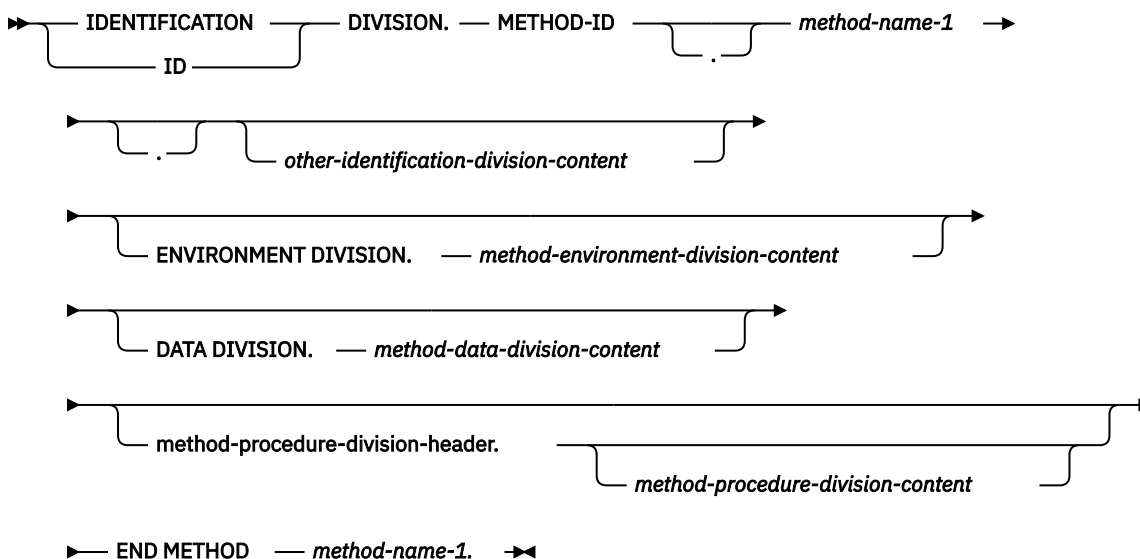 IDENTIFICATION DIVISION. METHOD-ID method-name-1
ID .
. other-identification-division-content
ENVIRONMENT DIVISION. method-environment-division-content
DATA DIVISION. method-data-division-content
method-procedure-division-header.
method-procedure-division-content
END METHOD method-name-1.